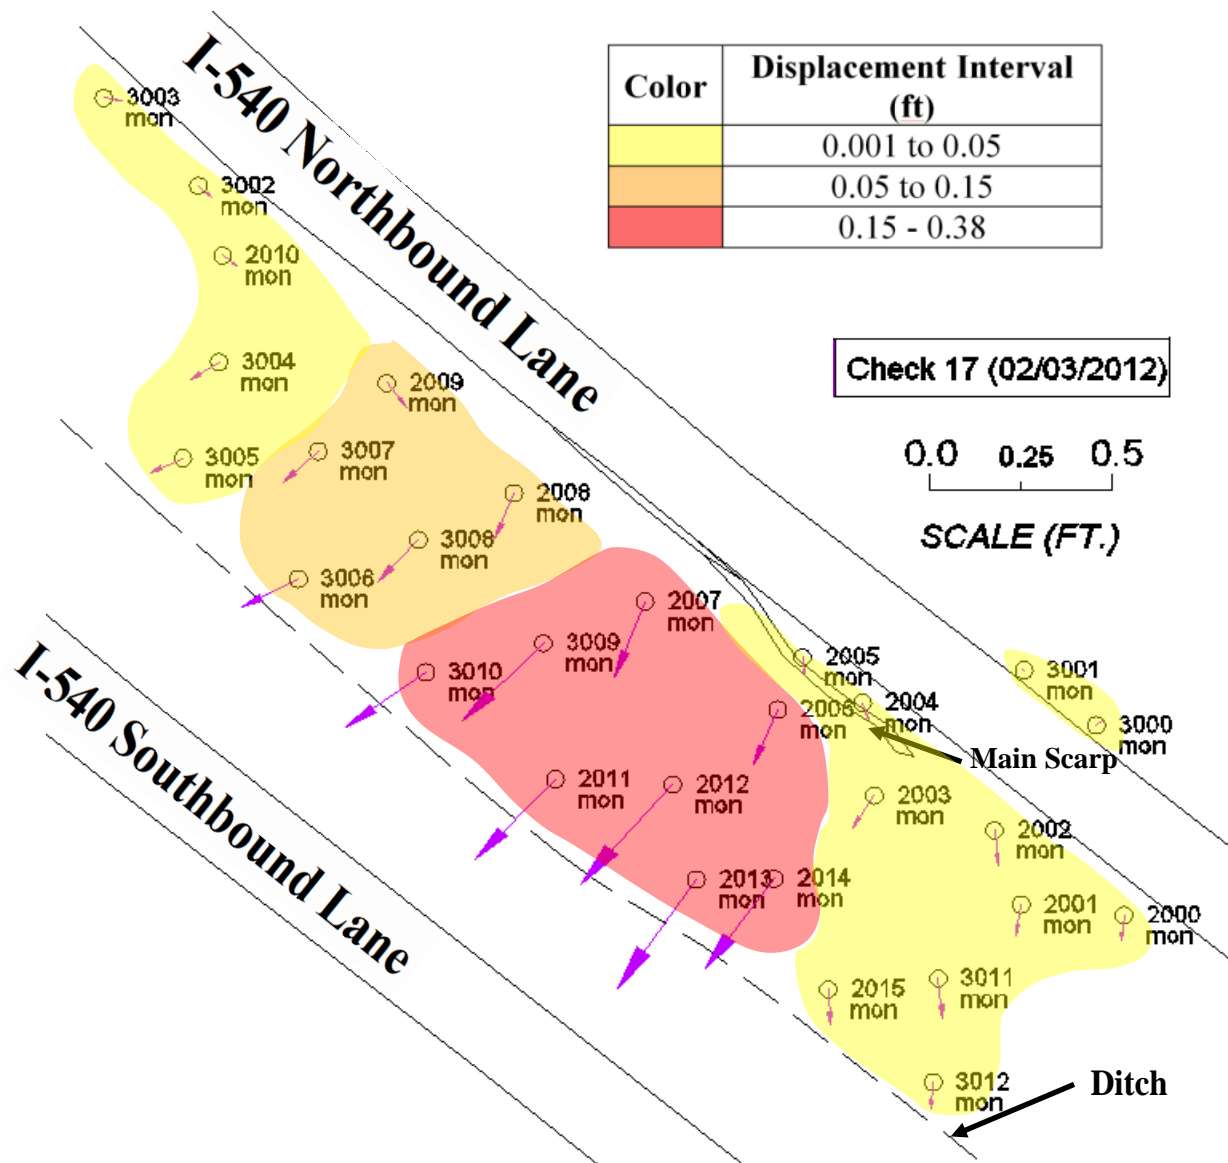 I-540 Northbound Lane
Color
Displacement Interval
(ft)
0.001 to 0.05
0.05 to 0.15
0.15 - 0.38
Check 17 (02/03/2012)
0.0 0.25 0.5
SCALE (FT.)
3003
mon
3002
mon
2010
mon
3004
mon
3005
mon
2009
mon
3007
mon
2008
mon
3008
mon
3006
mon
2007
mon
3009
mon
3010
mon
2005
mon
2004
mon
2006
mon
Main Scarp
3001
mon
3000
mon
2011
mon
2012
mon
2003
mon
2002
mon
2013
mon
2014
mon
2001
mon
2000
mon
2015
mon
3011
mon
3012
mon
Ditch
I-540 Southbound Lane